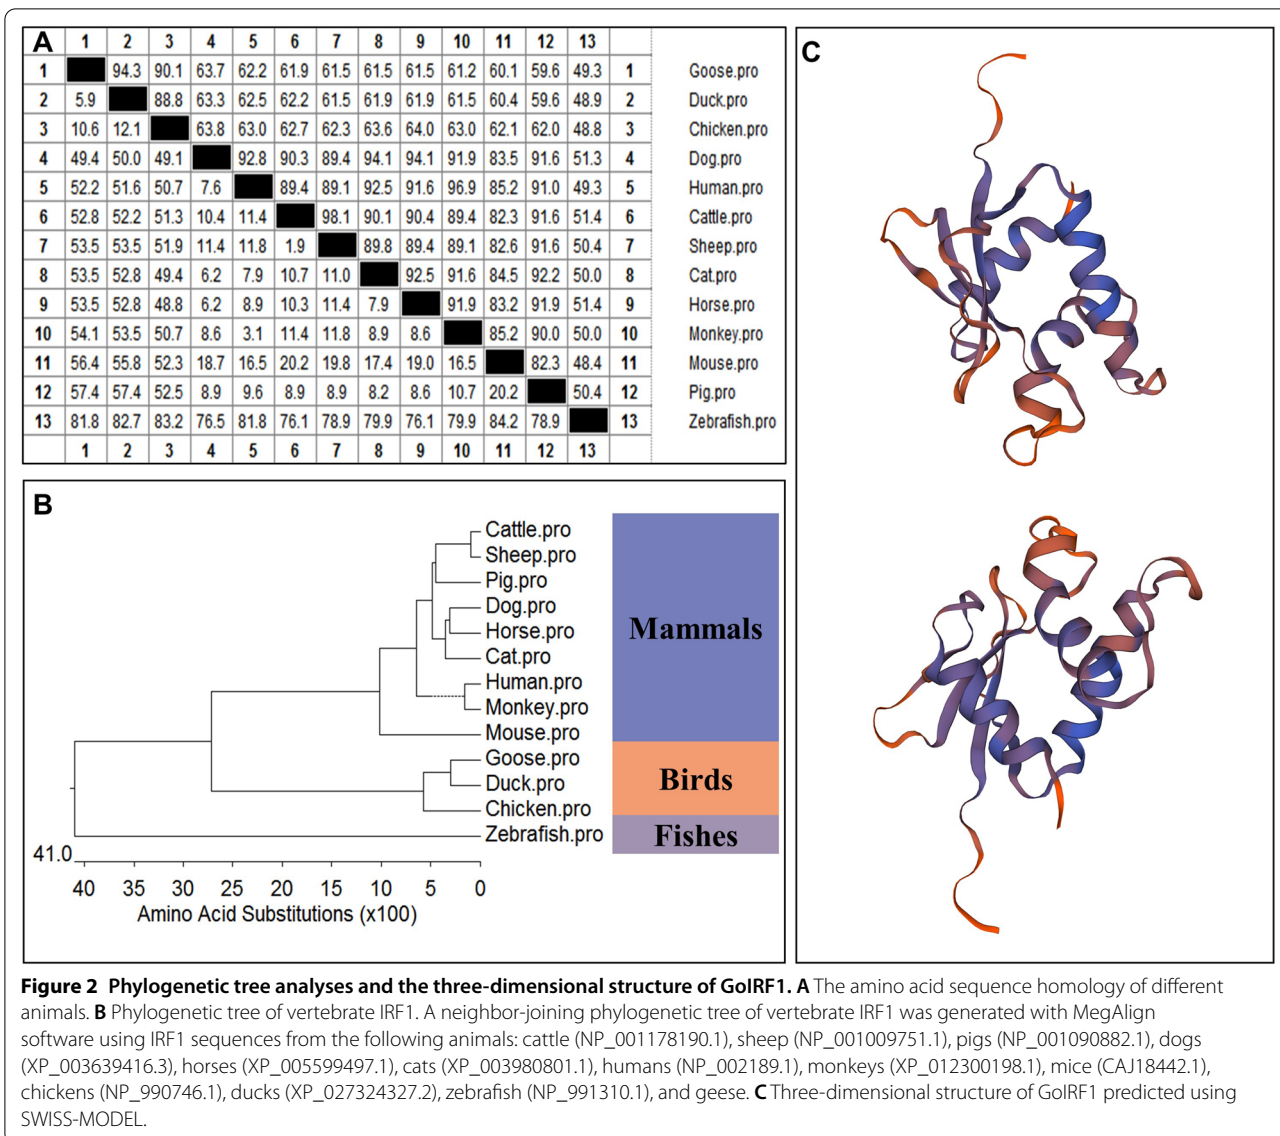 A 1 2 3 4 5 6 7 8 9 10 11 12 13
1 94.3 90.1 63.7 62.2 61.9 61.5 61.5 61.5 61.2 60.1 59.6 49.3 1 Goose.pro
2 5.9 88.8 63.3 62.5 62.2 61.5 61.9 61.9 61.5 60.4 59.6 48.9 2 Duck.pro
3 10.6 12.1 63.8 63.0 62.7 62.3 63.6 64.0 63.0 62.1 62.0 48.8 3 Chicken.pro
4 49.4 50.0 49.1 92.8 90.3 89.4 94.1 94.1 91.9 83.5 91.6 51.3 4 Dog.pro
5 52.2 51.6 50.7 7.6 89.4 89.1 92.5 91.6 96.9 85.2 91.0 49.3 5 Human.pro
6 52.8 52.2 51.3 10.4 11.4 98.1 90.1 90.4 89.4 82.3 91.6 51.4 6 Cattle.pro
7 53.5 53.5 51.9 11.4 11.8 1.9 89.8 89.4 89.1 82.6 91.6 50.4 7 Sheep.pro
8 53.5 52.8 49.4 6.2 7.9 10.7 11.0 92.5 91.6 84.5 92.2 50.0 8 Cat.pro
9 53.5 52.8 48.8 6.2 8.9 10.3 11.4 7.9 91.9 83.2 91.9 51.4 9 Horse.pro
10 54.1 53.5 50.7 8.6 3.1 11.4 11.8 8.9 8.6 85.2 90.0 50.0 10 Monkey.pro
11 56.4 55.8 52.3 18.7 16.5 20.2 19.8 17.4 19.0 16.5 82.3 48.4 11 Mouse.pro
12 57.4 57.4 52.5 8.9 9.6 8.9 8.9 8.2 8.6 10.7 20.2 50.4 12 Pig.pro
13 81.8 82.7 83.2 76.5 81.8 76.1 78.9 79.9 76.1 79.9 84.2 78.9 13 Zebrafish.pro
1 2 3 4 5 6 7 8 9 10 11 12 13
B
Cattle.pro
Sheep.pro
Pig.pro
Dog.pro
Horse.pro
Cat.pro
Human.pro
Monkey.pro
Mouse.pro
Goose.pro
Duck.pro
Chicken.pro
Zebrafish.pro
Mammals
Birds
Fishes
41.0
40 35 30 25 20 15 10 5 0
Amino Acid Substitutions (x100)
C
Figure 2 Phylogenetic tree analyses and the three-dimensional structure of GoIRF1. A The amino acid sequence homology of different
animals. B Phylogenetic tree of vertebrate IRF1. A neighbor-joining phylogenetic tree of vertebrate IRF1 was generated with MegAlign
software using IRF1 sequences from the following animals: cattle (NP_001178190.1), sheep (NP_001009751.1), pigs (NP_001090882.1), dogs
(XP_003639416.3), horses (XP_005599497.1), cats (XP_003980801.1), humans (NP_002189.1), monkeys (XP_012300198.1), mice (CAJ18442.1),
chickens (NP_990746.1), ducks (XP_027324327.2), zebrafish (NP_991310.1), and geese. C Three-dimensional structure of GoIRF1 predicted using
SWISS-MODEL.